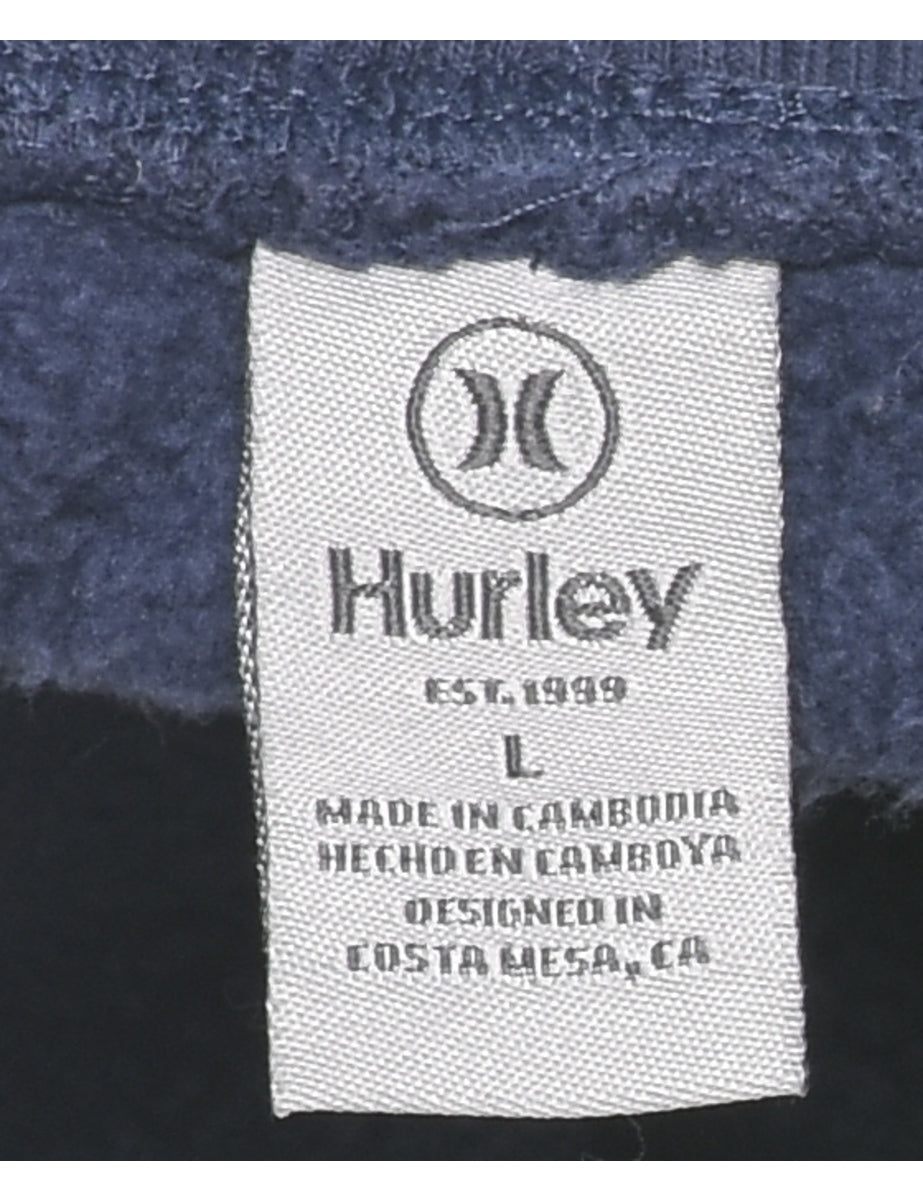 Hurley
EST. 1999
L
MADE IN CAMBODIA
HECHO EN CAMBOYA
DESIGNED IN
COSTA MESA, CA